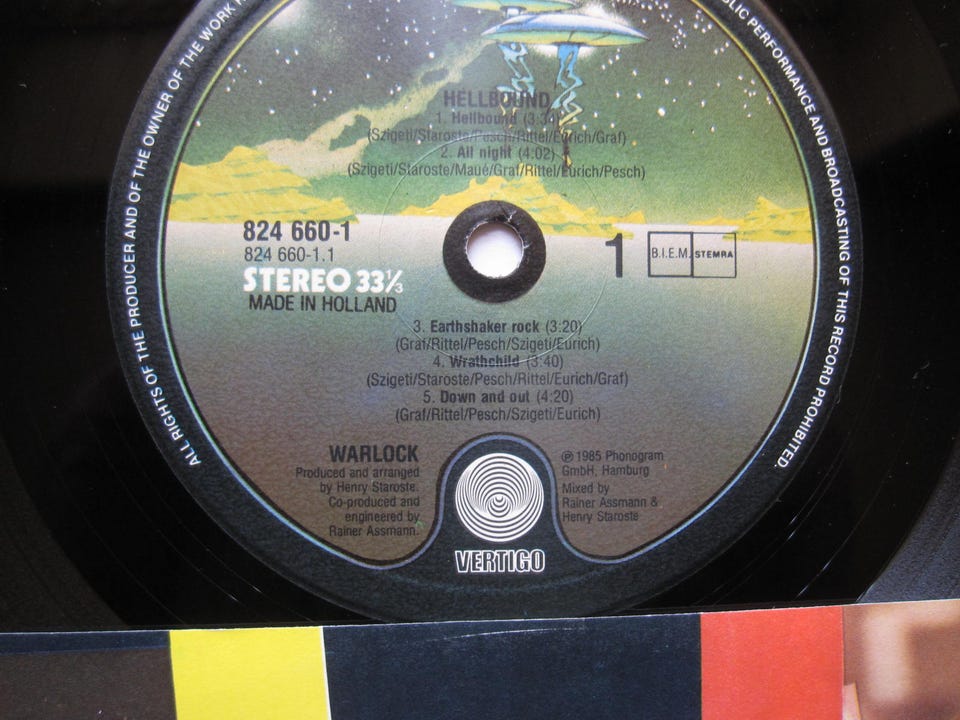 ALL RIGHTS OF THE PRODUCER AND OF THE OWNER OF THE WORK
PUBLIC PERFORMANCE AND BROADCASTING OF THIS RECORD PROHIBITED.
HELLBOUND
1. Hellbound (3:34)
(Szigeti/Staroste/Pesch/Rittel/Eurich/Graf)
2. All night (4:02)
(Szigeti/Staroste/Maué/Graf/Rittel/Eurich/Pesch)
824 660-1
824 660-1.1
STEREO 33⅓
MADE IN HOLLAND
1
B.I.E.M. STEMRA
3. Earthshaker rock (3:20)
(Graf/Rittel/Pesch/Szigeti/Eurich)
4. Wrathchild (3:40)
(Szigeti/Staroste/Pesch/Rittel/Eurich/Graf)
5. Down and out (4:20)
(Graf/Rittel/Pesch/Szigeti/Eurich)
WARLOCK
Produced and arranged
by Henry Staroste.
Co-produced and
engineered by
Rainer Assmann.
℗ 1985 Phonogram
GmbH, Hamburg
Mixed by
Rainer Assmann &
Henry Staroste
VERTIGO